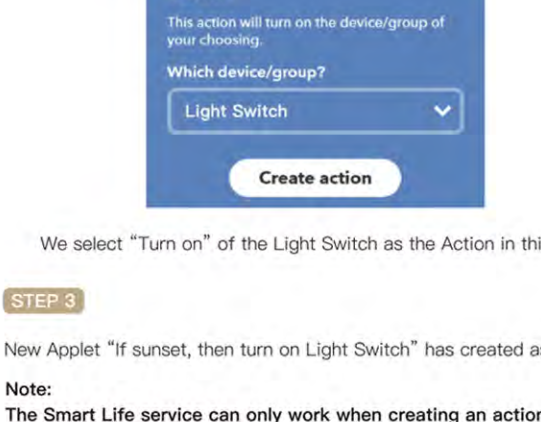 This action will turn on the device/group of
your choosing.
Which device/group?
Light Switch
Create action
We select “Turn on” of the Light Switch as the Action in thi
STEP 3
New Applet “If sunset, then turn on Light Switch” has created a
Note:
The Smart Life service can only work when creating an action